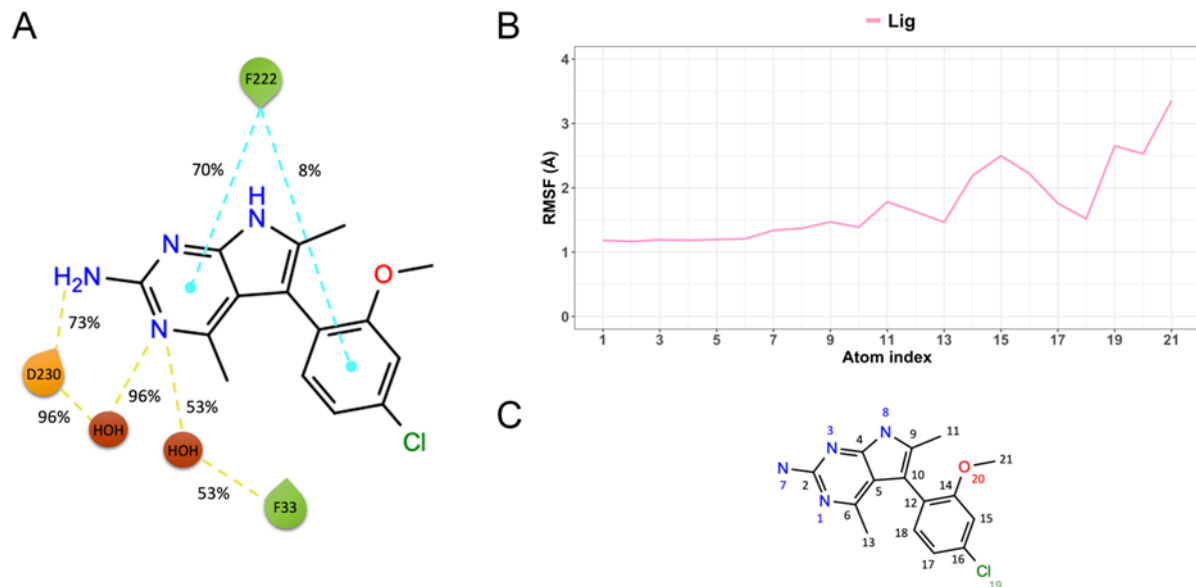 A
F222
70%
8%
H
N
N
O
H2N
N
73%
D230
96%
96%
53%
HOH
HOH
53%
F33
Cl
B
Lig
4
3
2
1
0
RMSF (Å)
1 3 5 7 9 11 13 15 17 19 21
Atom index
C
8
N
3
N
4
9
11
21
N
7
2
10
O
20
14
5
N
1
6
12
15
13
18
17
16
Cl
19